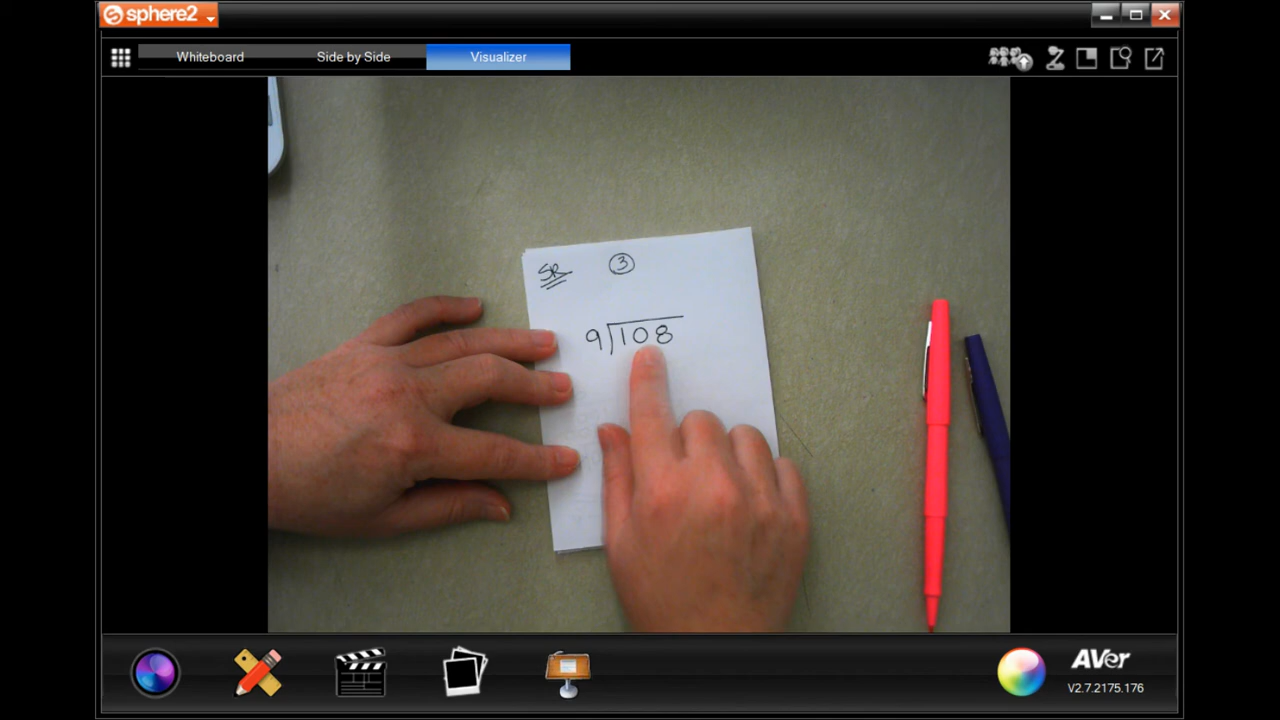 sphere2
Whiteboard Side by Side Visualizer
SR 3
9 108
AVer
V2.7.2175.176